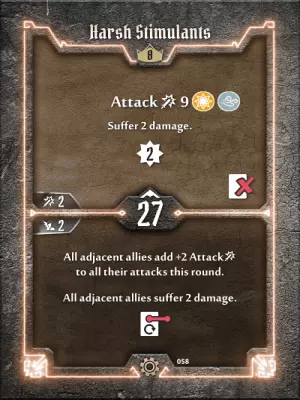 Harsh Stimulants
8
Attack 9
Suffer 2 damage.
2
2
27
2
All adjacent allies add +2 Attack
to all their attacks this round.
All adjacent allies suffer 2 damage.
058